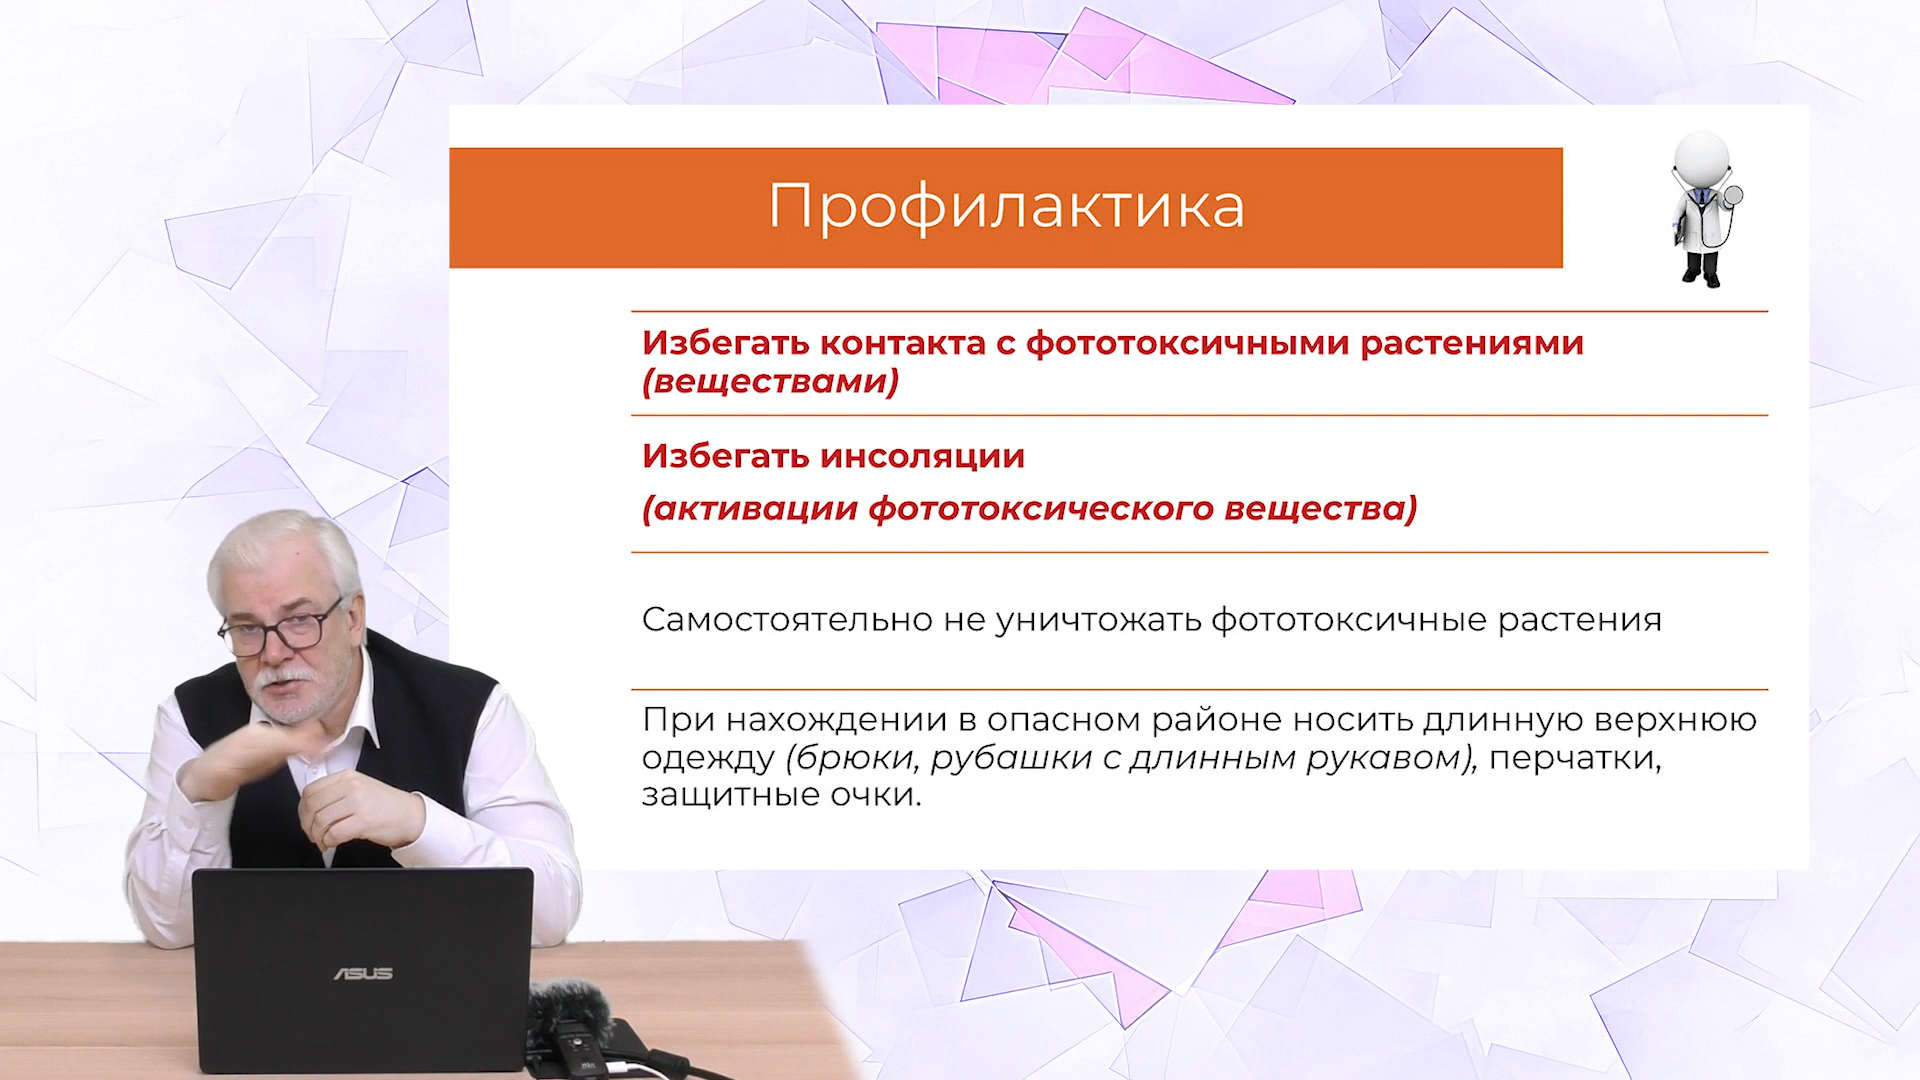 Профилактика
Избегать контакта с фототоксичными растениями
(веществами)
Избегать инсоляции
(активации фототоксического вещества)
Самостоятельно не уничтожать фототоксичные растения
При нахождении в опасном районе носить длинную верхнюю
одежду (брюки, рубашки с длинным рукавом), перчатки,
защитные очки.
ASUS